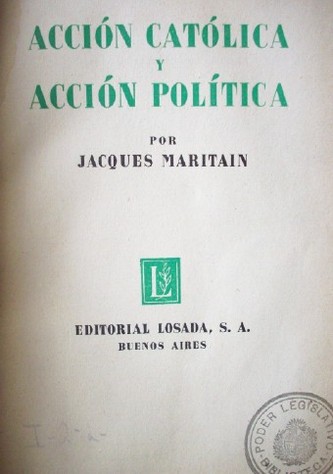 ACCIÓN CATÓLICA
Y
ACCIÓN POLÍTICA
POR
JACQUES MARITAIN
L
EDITORIAL LOSADA, S. A.
BUENOS AIRES
PODER LEGISLATIVO